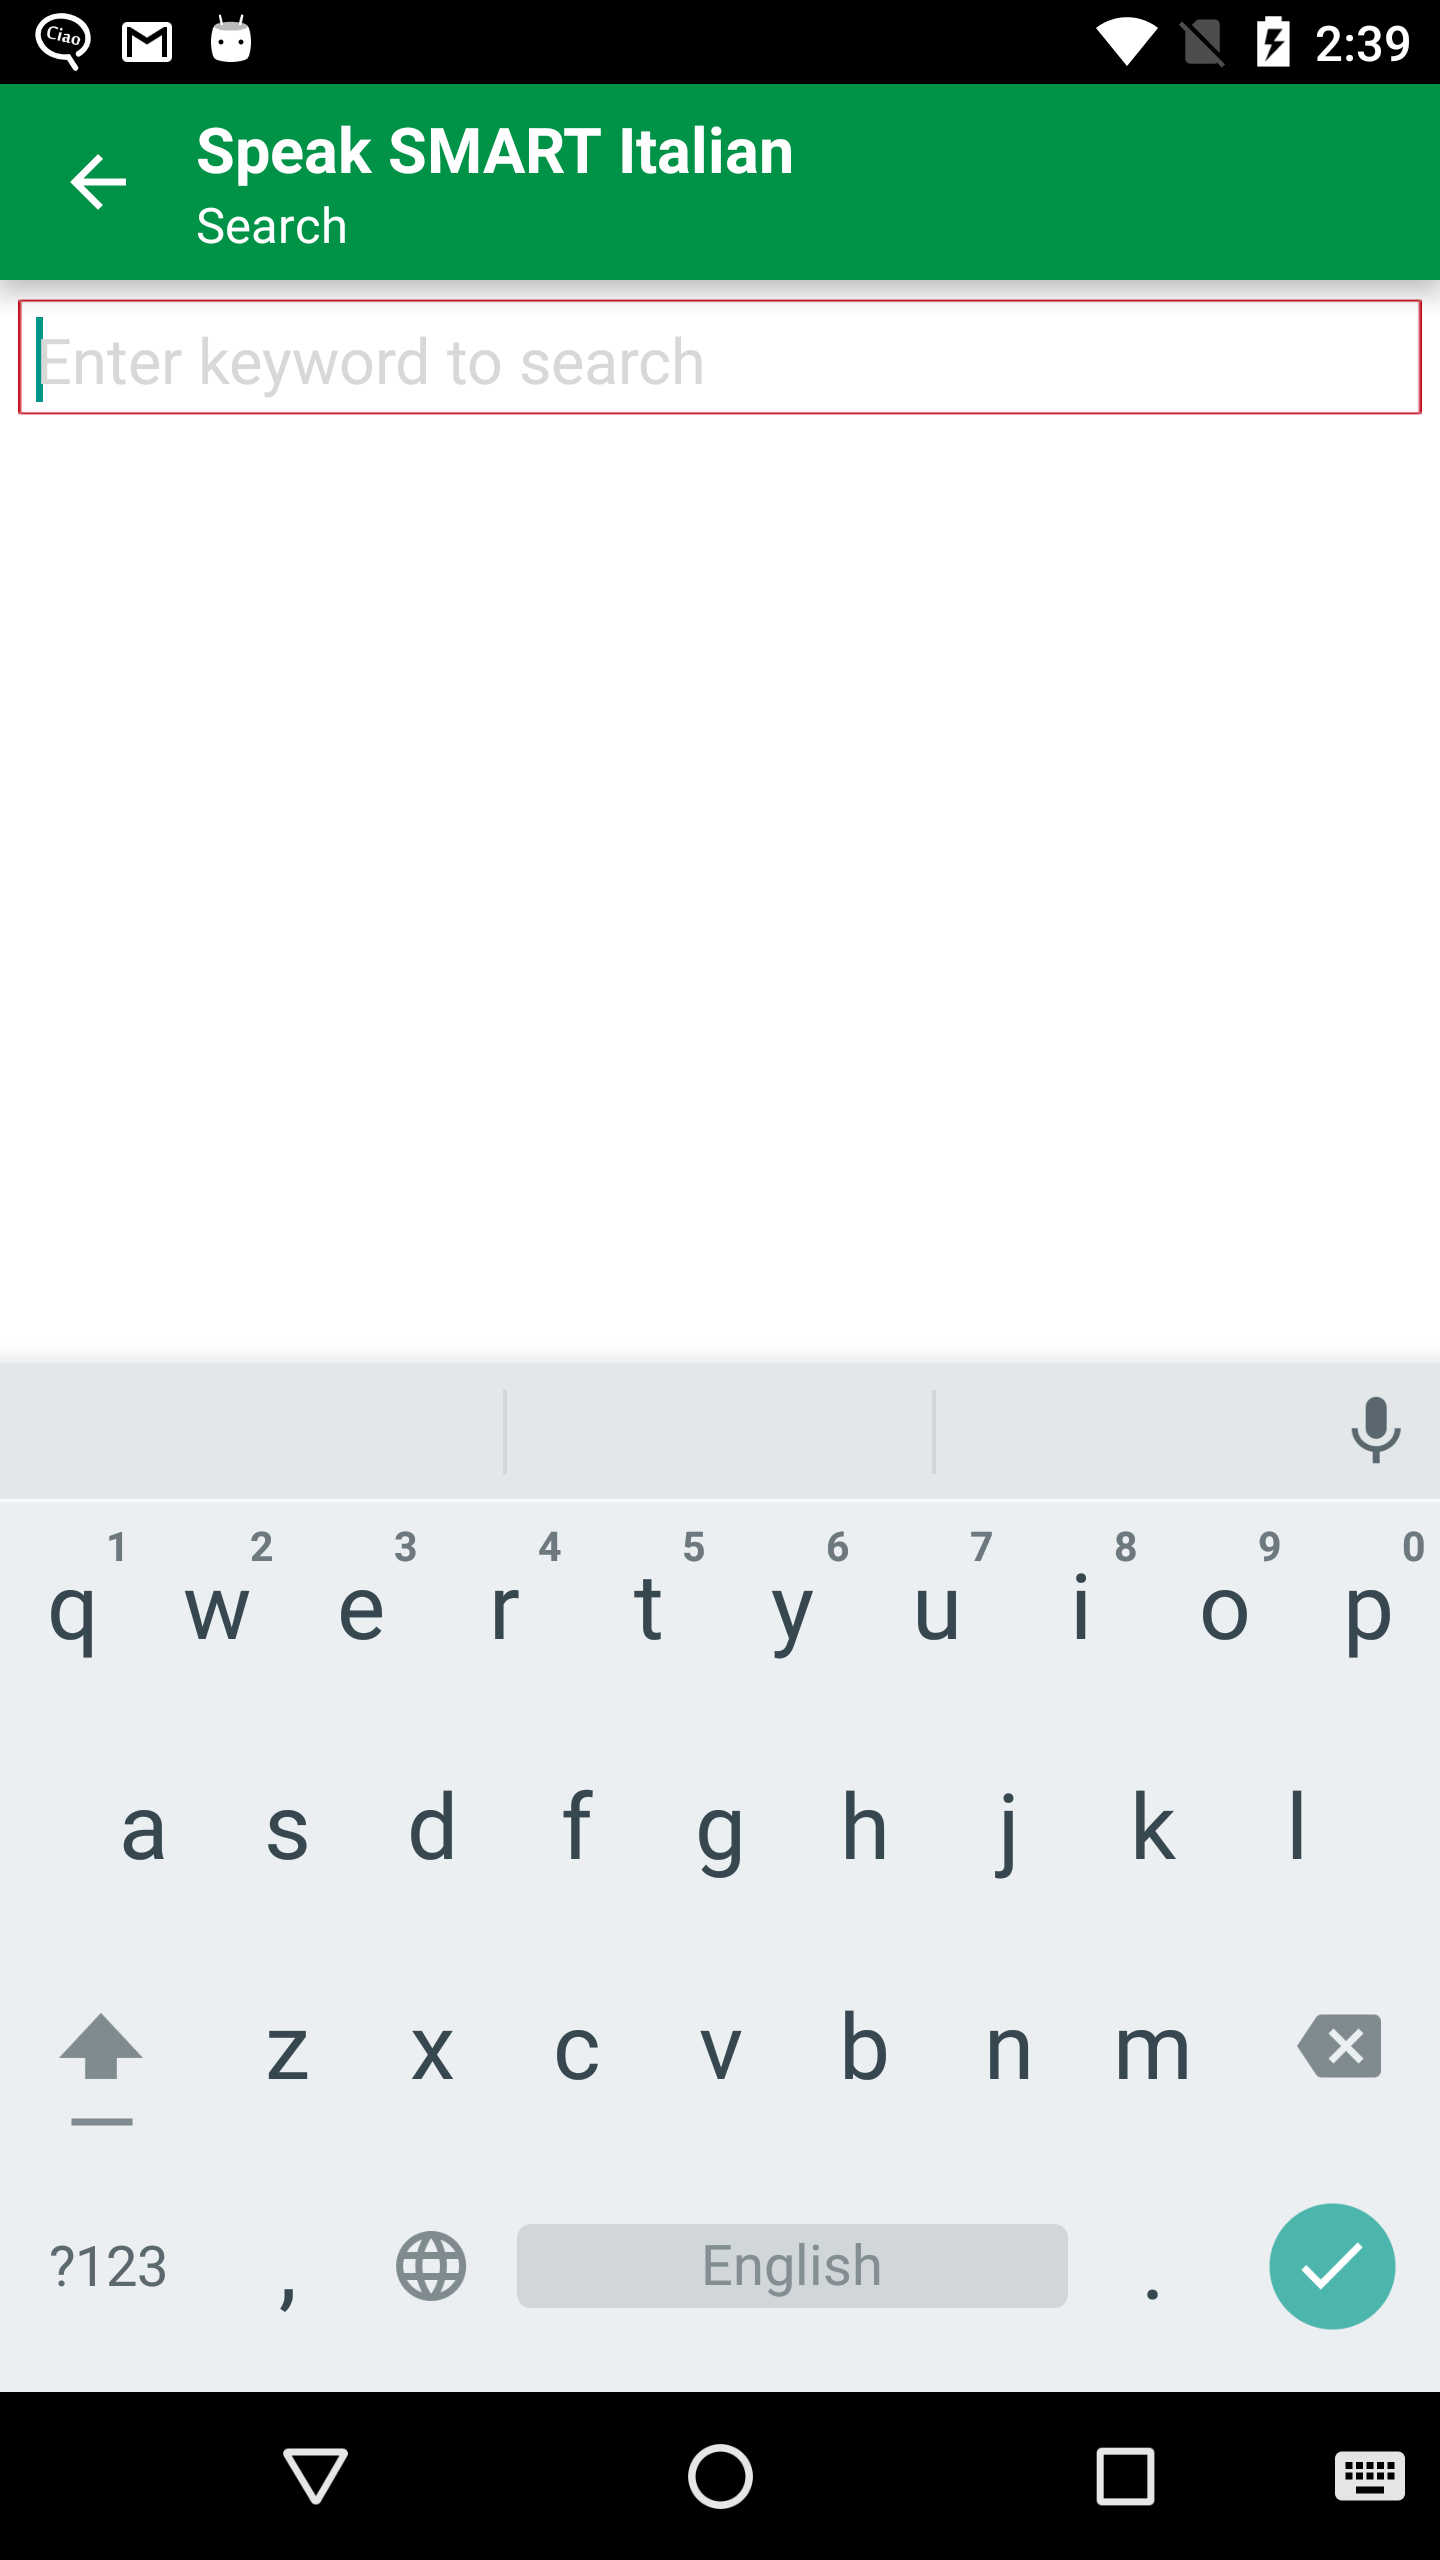 Ciao 2:39
Speak SMART Italian
Search
Enter keyword to search
1 2 3 4 5 6 7 8 9 0
q w e r t y u i o p
a s d f g h j k l
z x c v b n m
?123 , English .